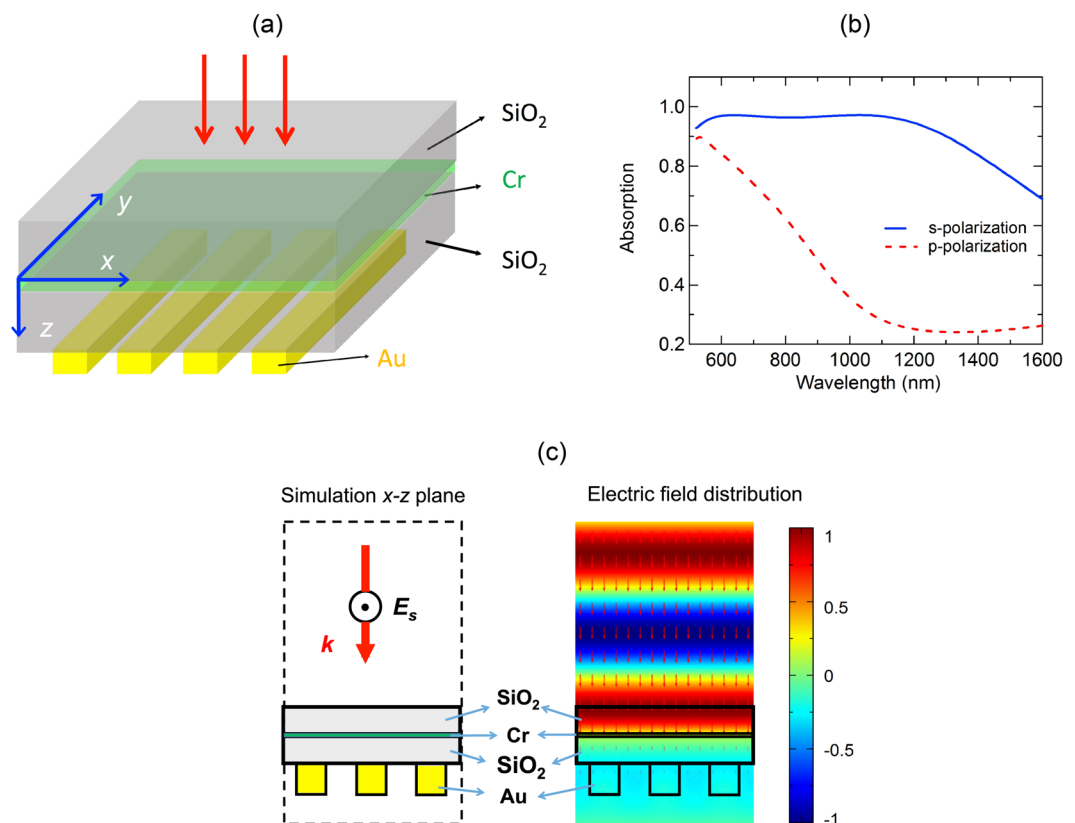 (a)
SiO₂
Cr
SiO₂
Au
x
y
z
(b)
Absorption
1.0
0.8
0.6
0.4
0.2
s-polarization
p-polarization
600 800 1000 1200 1400 1600
Wavelength (nm)
(c)
Simulation x-z plane
Electric field distribution
Eₛ
k
SiO₂
Cr
SiO₂
Au
1
0.5
0
-0.5
-1